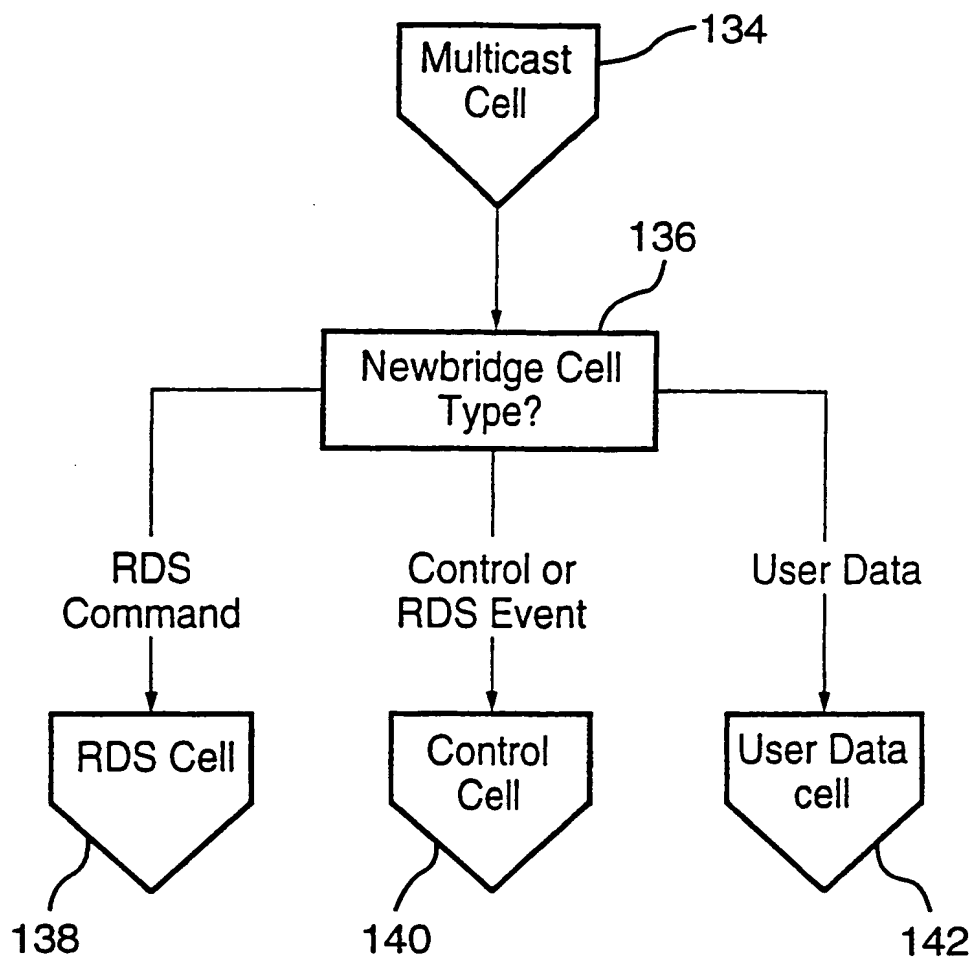 134
Multicast
Cell
136
Newbridge Cell
Type?
RDS
Command
Control or
RDS Event
User Data
RDS Cell
Control
Cell
User Data
cell
138
140
142